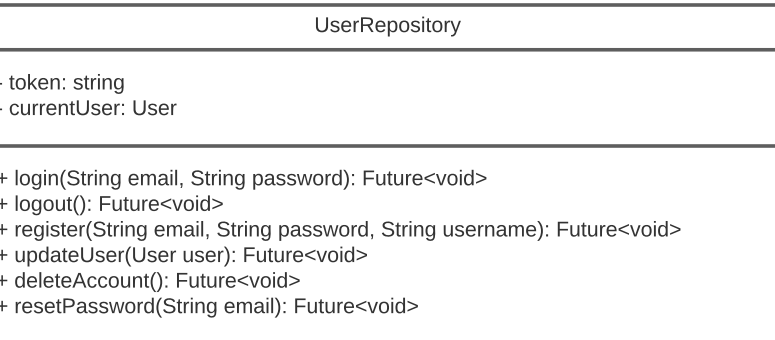 UserRepository
- token: string
- currentUser: User
+ login(String email, String password): Future<void>
+ logout(): Future<void>
+ register(String email, String password, String username): Future<void>
+ updateUser(User user): Future<void>
+ deleteAccount(): Future<void>
+ resetPassword(String email): Future<void>